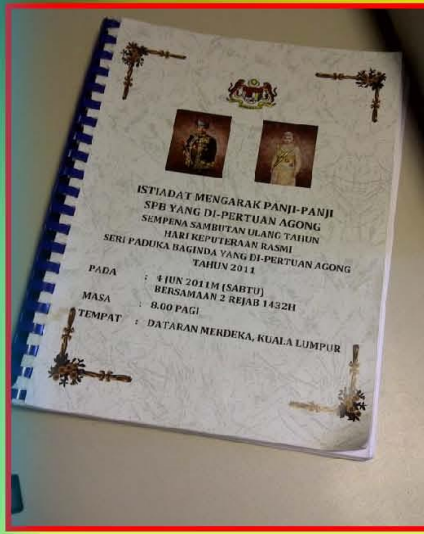 ISTIADAT MENGARAK PANJI-PANJI
SPB YANG DI-PERTUAN AGONG
SEMPENA SAMBUTAN ULANG TAHUN
HARI KEPUTERAAN RASMI
SERI PADUKA BAGINDA YANG DI-PERTUAN AGONG
TAHUN 2011
PADA : 4 JUN 2011M (SABTU)
BERSAMAAN 2 REJAB 1432H
MASA : 8.00 PAGI
TEMPAT : DATARAN MERDEKA, KUALA LUMPUR